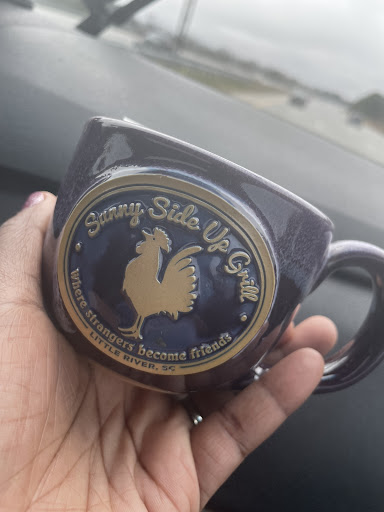 Sunny Side Up Grill
Where strangers become friends
LITTLE RIVER, SC